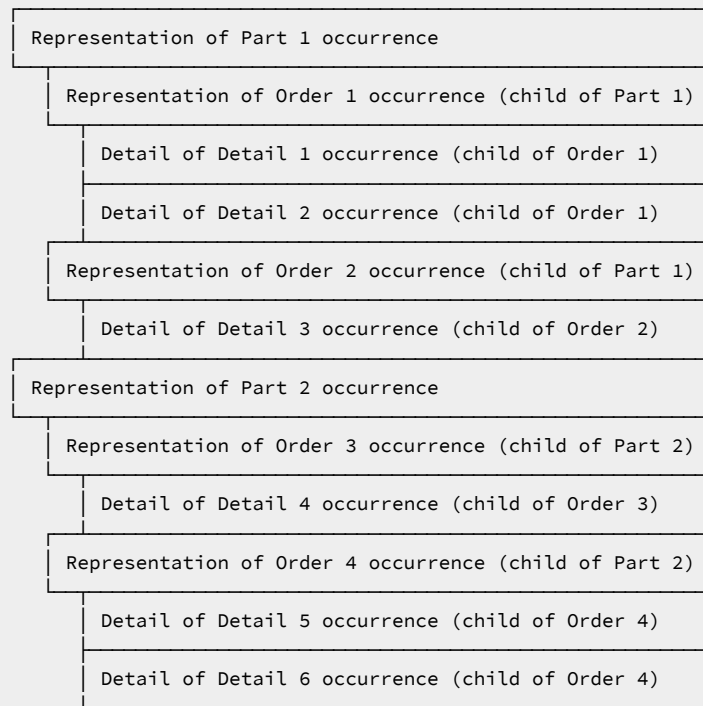 Representation of Part 1 occurrence
Representation of Order 1 occurrence (child of Part 1)
Detail of Detail 1 occurrence (child of Order 1)
Detail of Detail 2 occurrence (child of Order 1)
Representation of Order 2 occurrence (child of Part 1)
Detail of Detail 3 occurrence (child of Order 2)
Representation of Part 2 occurrence
Representation of Order 3 occurrence (child of Part 2)
Detail of Detail 4 occurrence (child of Order 3)
Representation of Order 4 occurrence (child of Part 2)
Detail of Detail 5 occurrence (child of Order 4)
Detail of Detail 6 occurrence (child of Order 4)